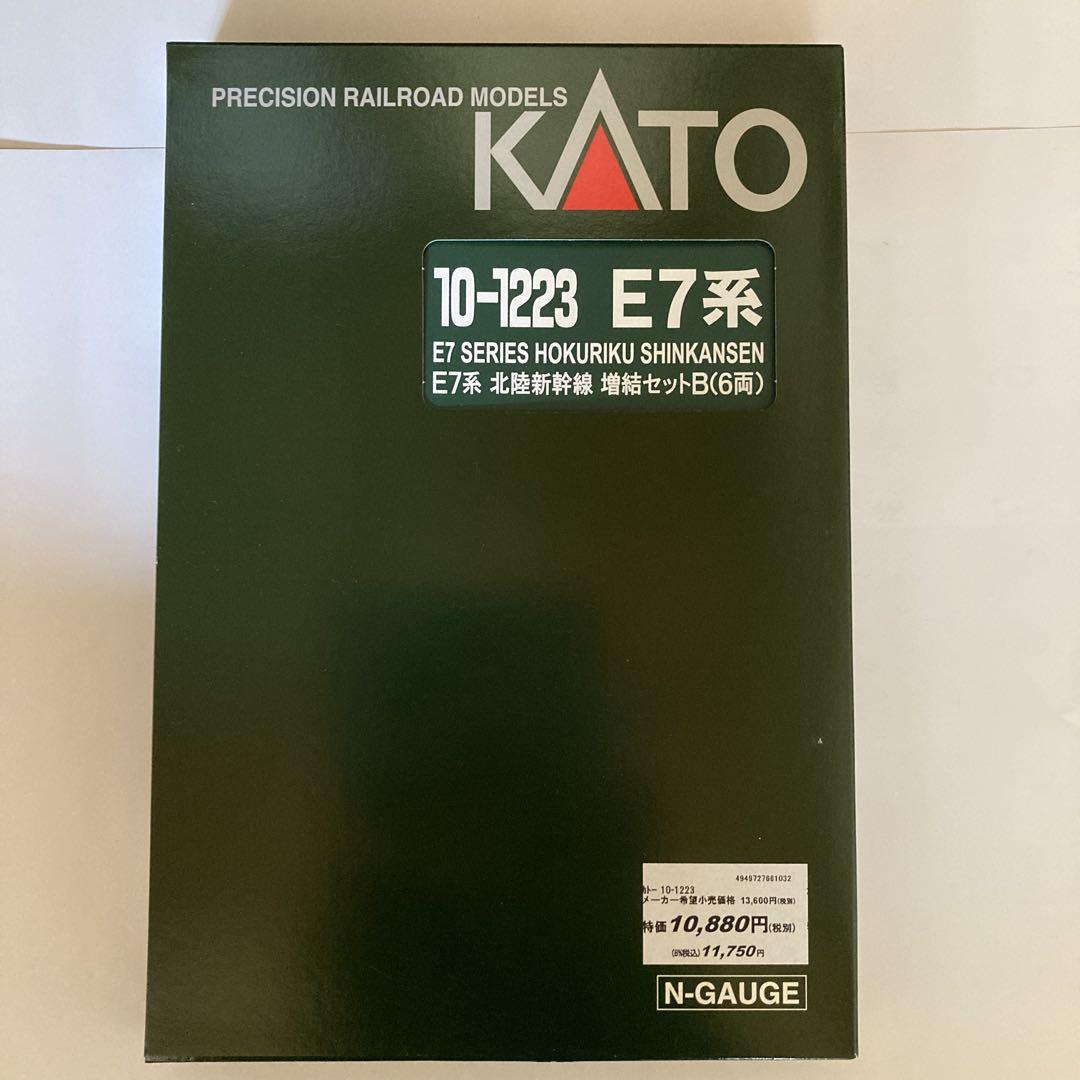 PRECISION RAILROAD MODELS
KATO
10-1223 E7系
E7 SERIES HOKURIKU SHINKANSEN
E7系 北陸新幹線 増結セットB(6両)
4949727661032
ｶﾄｰ 10-1223
メーカー希望小売価格 13,600円(税別)
特価 10,880円(税別)
(8%税込) 11,750円
N-GAUGE